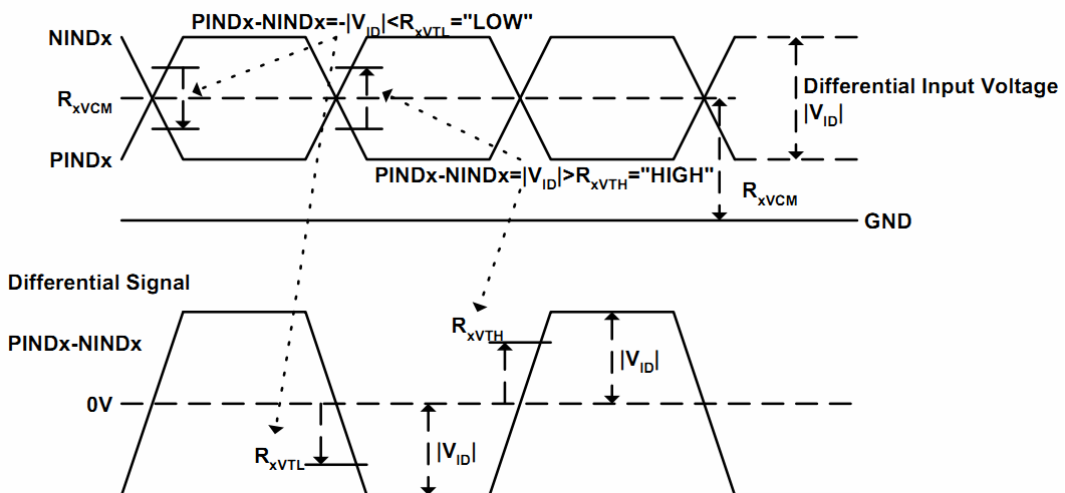 PINDx-NINDx=-|VID|<RxVTL="LOW"
NINDx
Differential Input Voltage
|VID|
RxVCM
PINDx
PINDx-NINDx=|VID|>RxVTH="HIGH"
RxVCM
GND
Differential Signal
RxVTH
PINDx-NINDx
|VID|
0V
RxVTL
|VID|